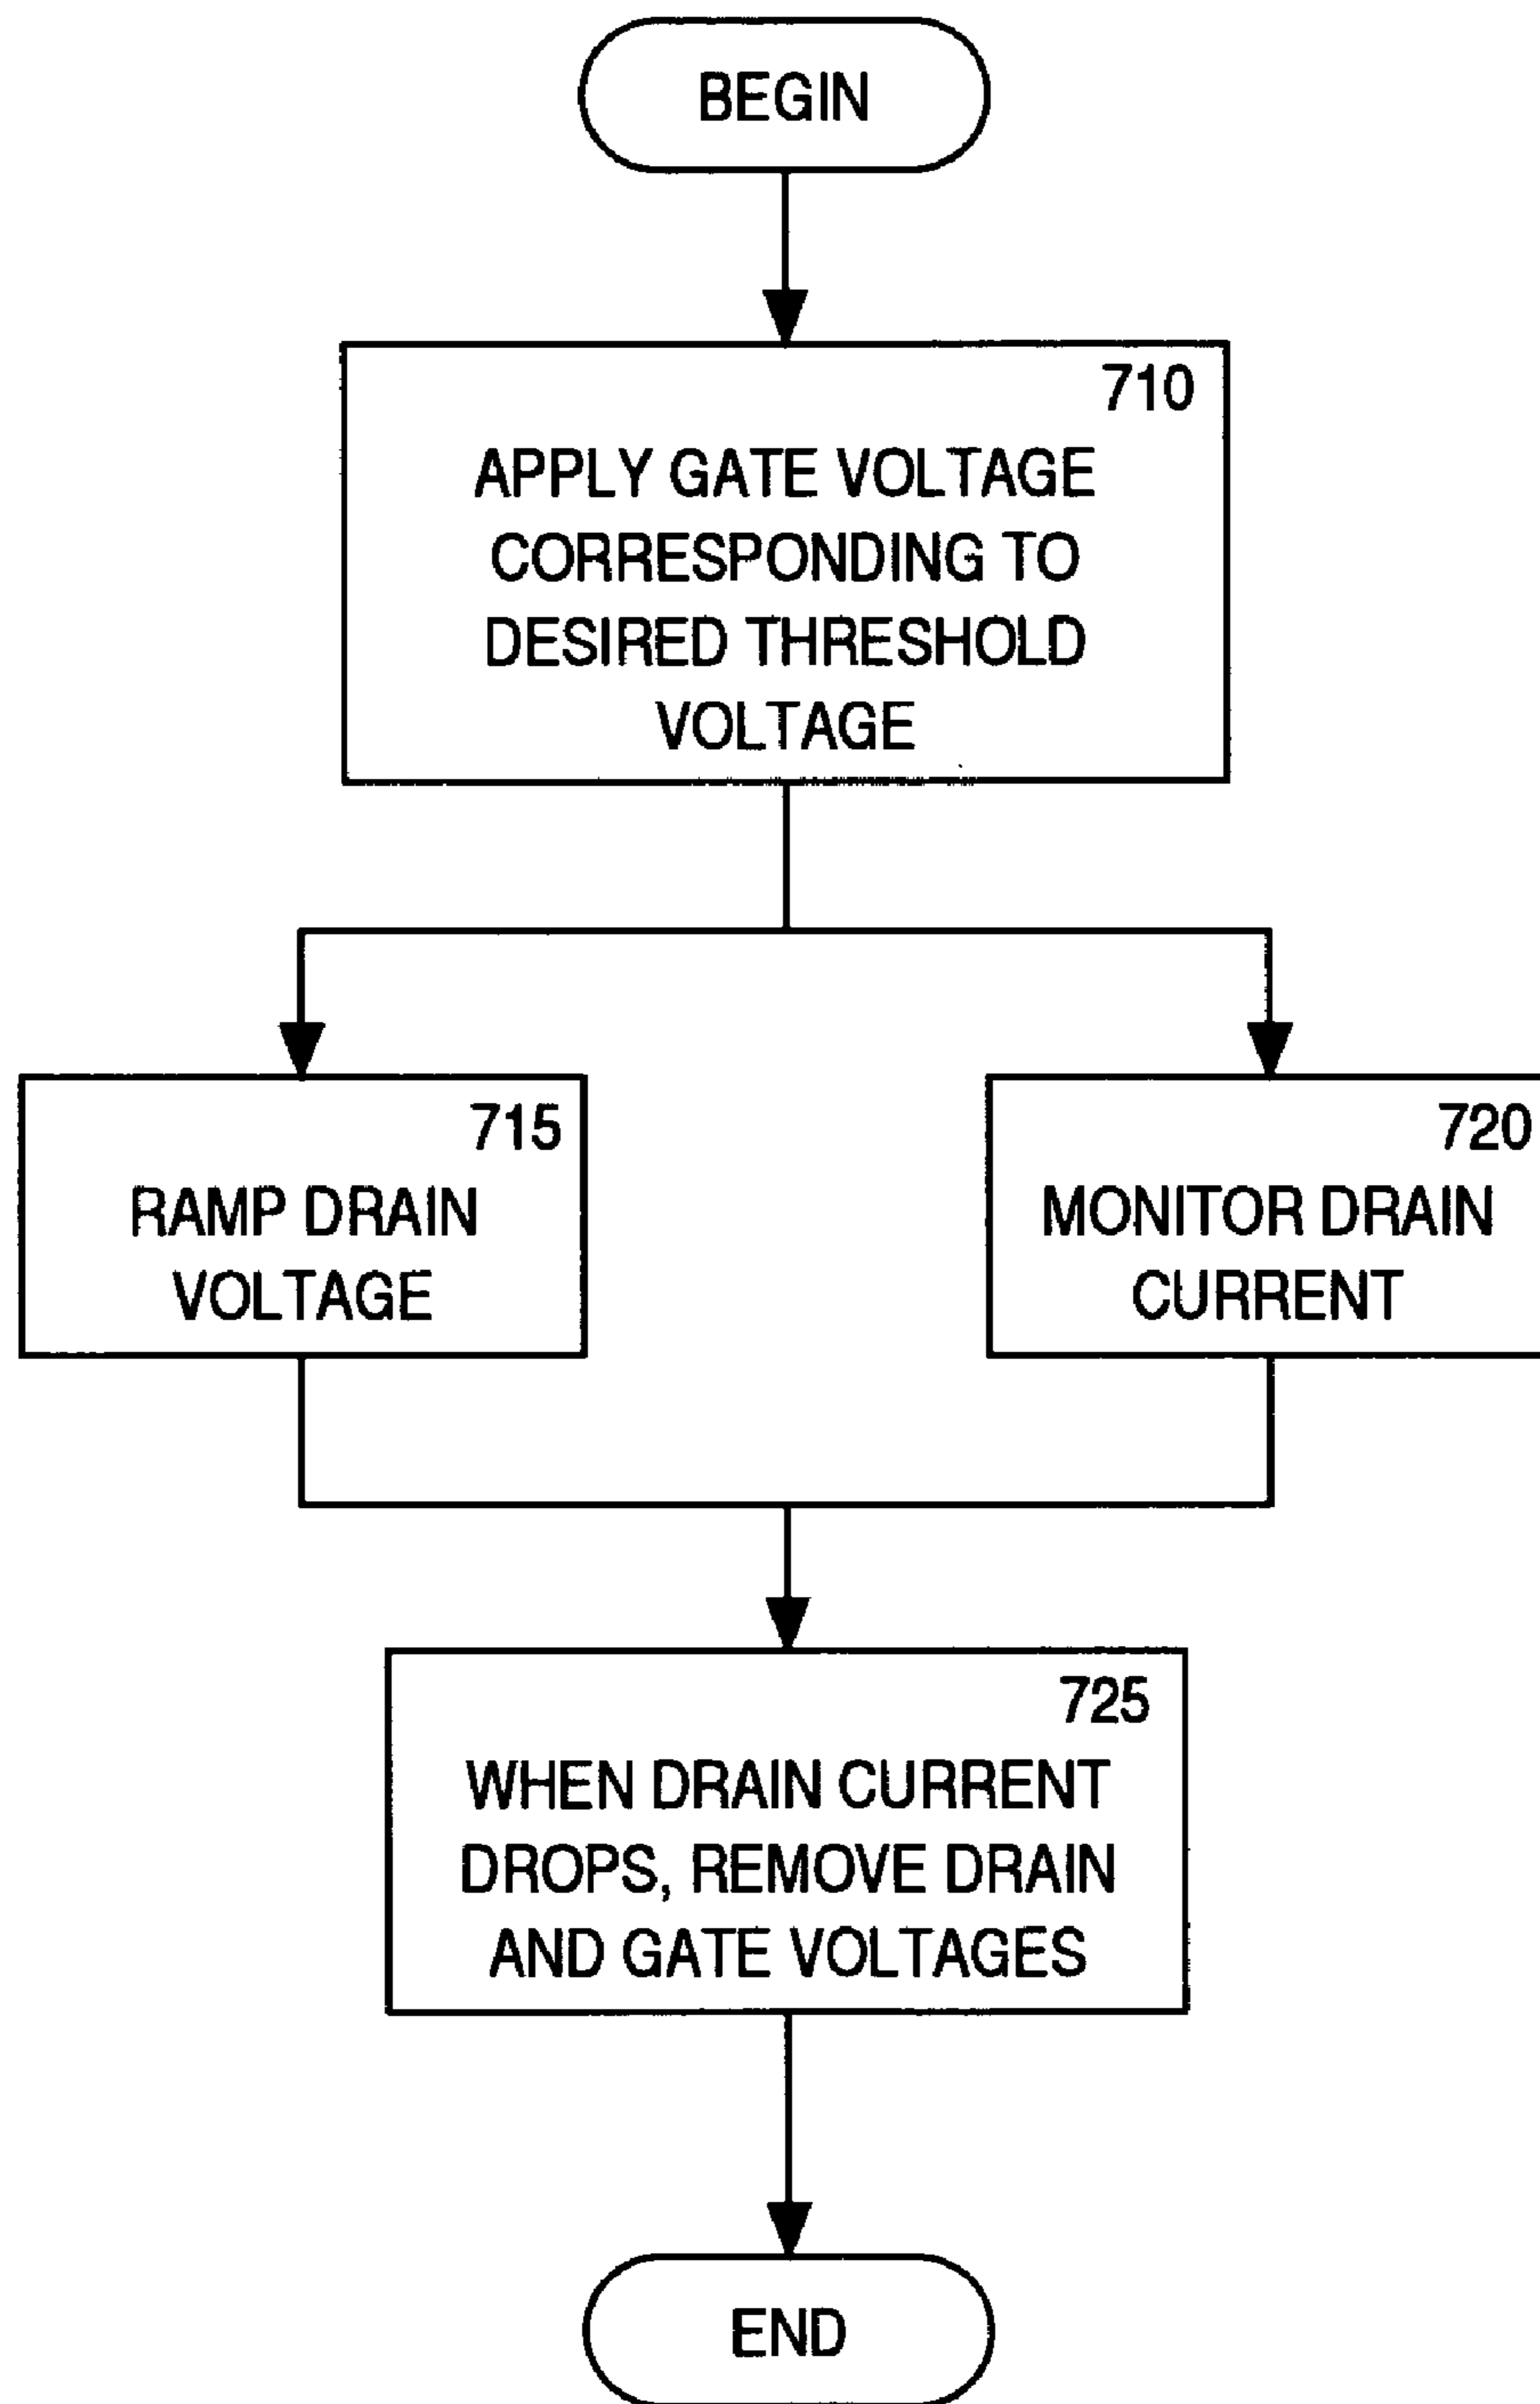 BEGIN
710
APPLY GATE VOLTAGE
CORRESPONDING TO
DESIRED THRESHOLD
VOLTAGE
715
RAMP DRAIN
VOLTAGE
720
MONITOR DRAIN
CURRENT
725
WHEN DRAIN CURRENT
DROPS, REMOVE DRAIN
AND GATE VOLTAGES
END